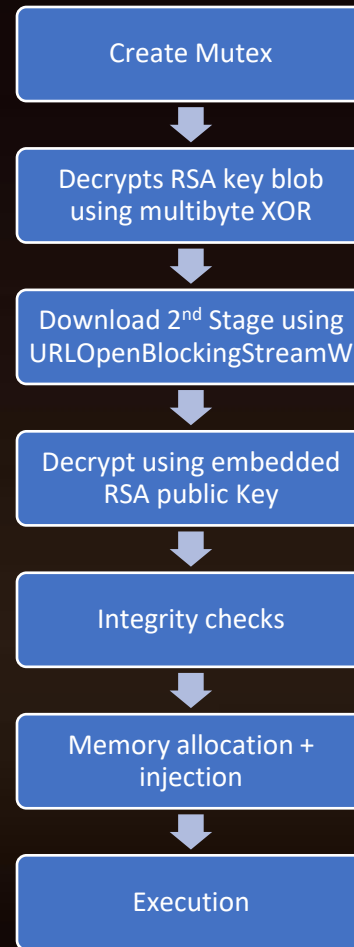 Create Mutex
Decrypts RSA key blob
using multibyte XOR
Download 2nd Stage using
URLOpenBlockingStreamW
Decrypt using embedded
RSA public Key
Integrity checks
Memory allocation +
injection
Execution